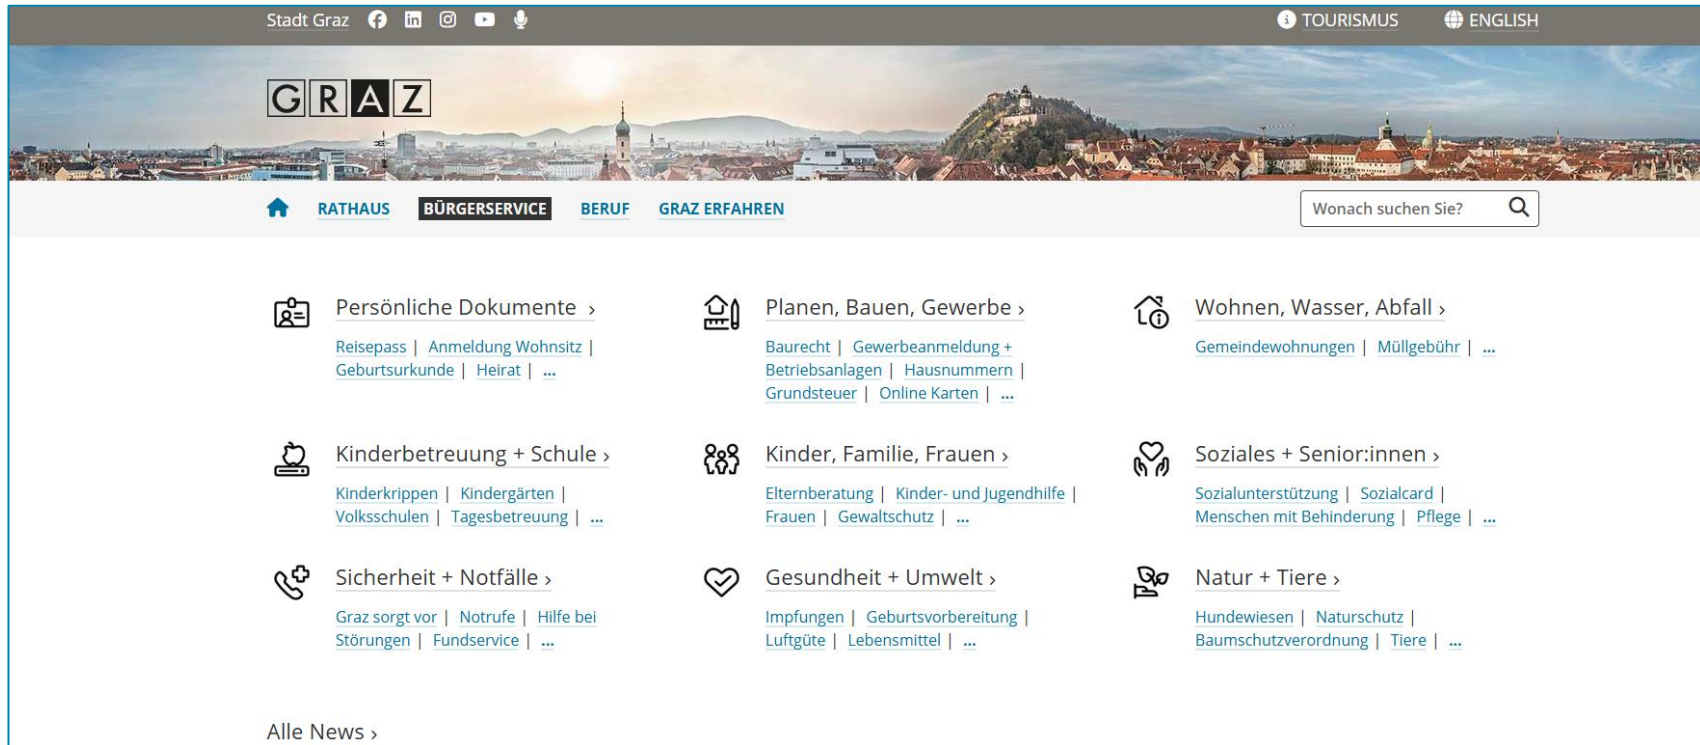 Stadt Graz
TOURISMUS
ENGLISH
GRAZ
RATHAUS
BÜRGERSERVICE
BERUF
GRAZ ERFAHREN
Wonach suchen Sie?
Persönliche Dokumente ›
Reisepass | Anmeldung Wohnsitz |
Geburtsurkunde | Heirat | ...
Planen, Bauen, Gewerbe ›
Baurecht | Gewerbeanmeldung +
Betriebsanlagen | Hausnummern |
Grundsteuer | Online Karten | ...
Wohnen, Wasser, Abfall ›
Gemeindewohnungen | Müllgebühr | ...
Kinderbetreuung + Schule ›
Kinderkrippen | Kindergärten |
Volksschulen | Tagesbetreuung | ...
Kinder, Familie, Frauen ›
Elternberatung | Kinder- und Jugendhilfe |
Frauen | Gewaltschutz | ...
Soziales + Senior:innen ›
Sozialunterstützung | Sozialcard |
Menschen mit Behinderung | Pflege | ...
Sicherheit + Notfälle ›
Graz sorgt vor | Notrufe | Hilfe bei
Störungen | Fundservice | ...
Gesundheit + Umwelt ›
Impfungen | Geburtsvorbereitung |
Luftgüte | Lebensmittel | ...
Natur + Tiere ›
Hundewiesen | Naturschutz |
Baumschutzverordnung | Tiere | ...
Alle News ›